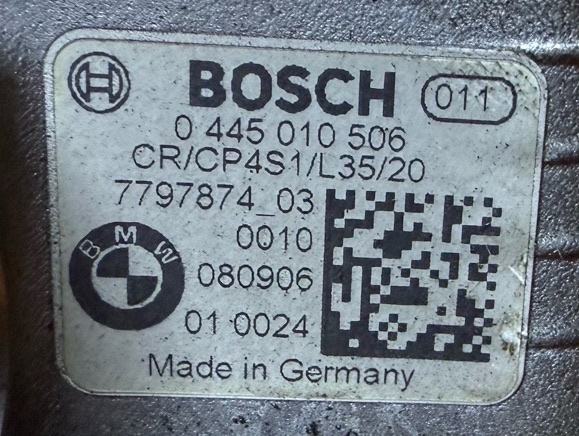 BOSCH 011
0 445 010 506
CR/CP4S1/L35/20
7797874_03
0010
BMW
080906
01 0024
Made in Germany